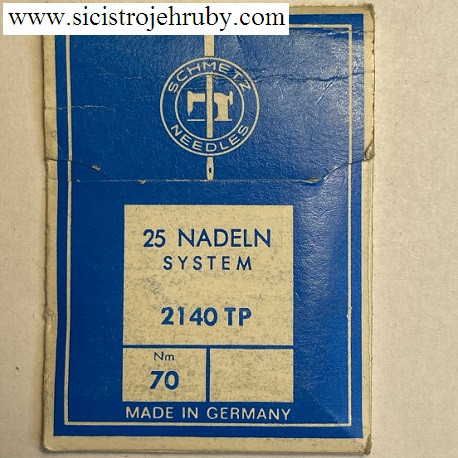 www.sicistrojehruby.com
SCHMETZ
NEEDLES
25 NADELN
SYSTEM
2140 TP
Nm
70
MADE IN GERMANY